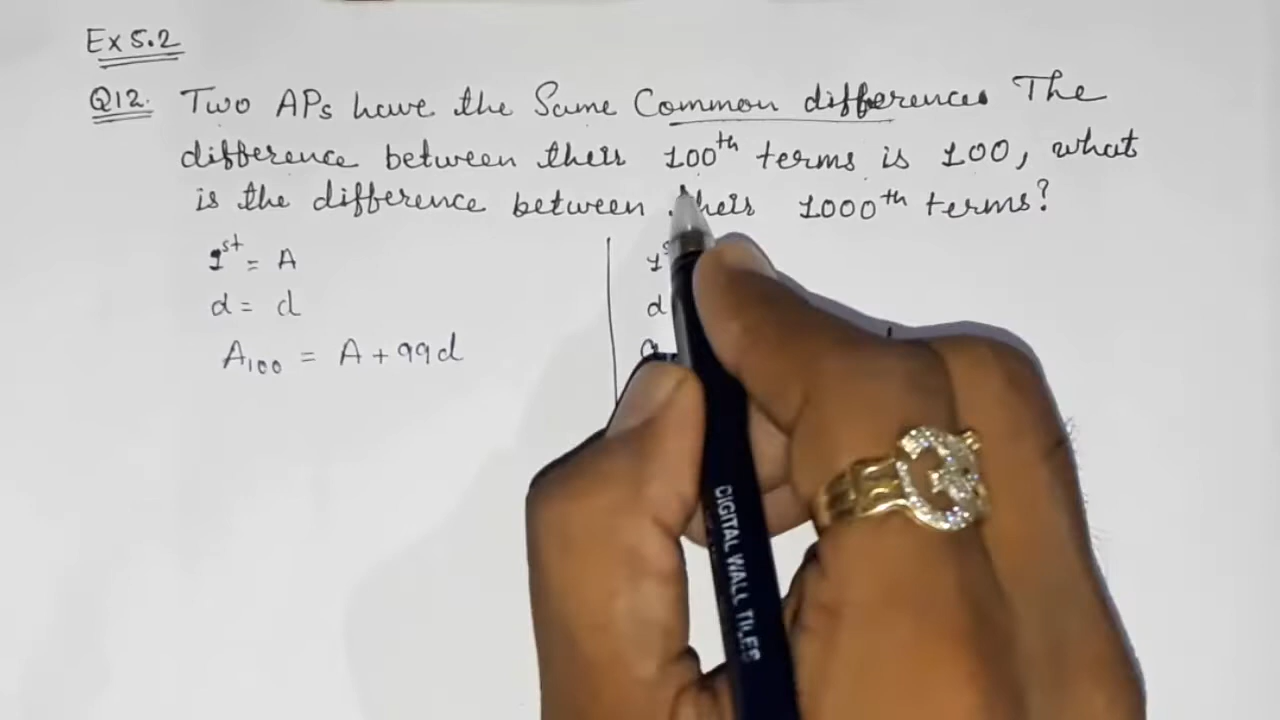 Ex 5.2
Q12. Two APs have the Same Common difference. The
difference between their 100th terms is 100, what
is the difference between their 1000th terms?
1st = A
d = d
A100 = A + 99d
d
DIGITAL WALL TILES